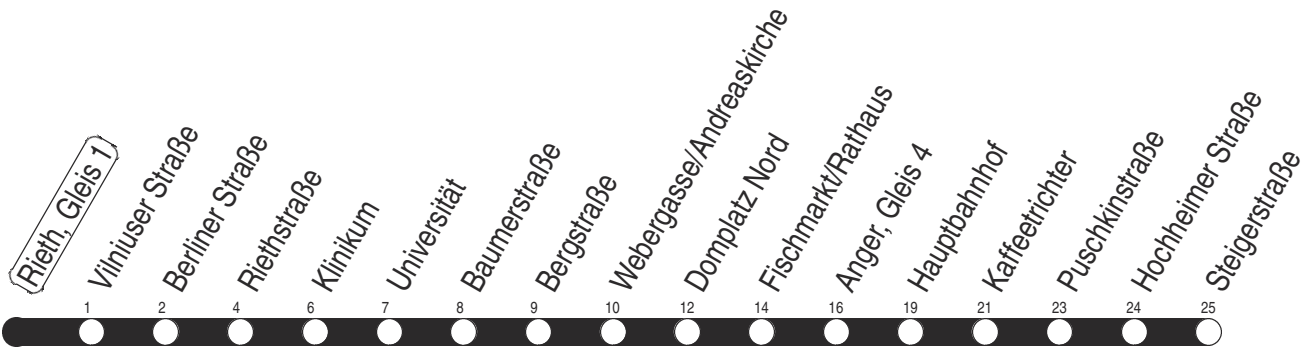 Rieth, Gleis 1
Vilniuser Straße
Berliner Straße
Riethstraße
Klinikum
Universität
Baumerstraße
Bergstraße
Webergasse/Andreaskirche
Domplatz Nord
Fischmarkt/Rathaus
Anger, Gleis 4
Hauptbahnhof
Kaffeetrichter
Puschkinstraße
Hochheimer Straße
Steigerstraße
1 2 4 6 7 8 9 10 12 14 16 19 21 23 24 25